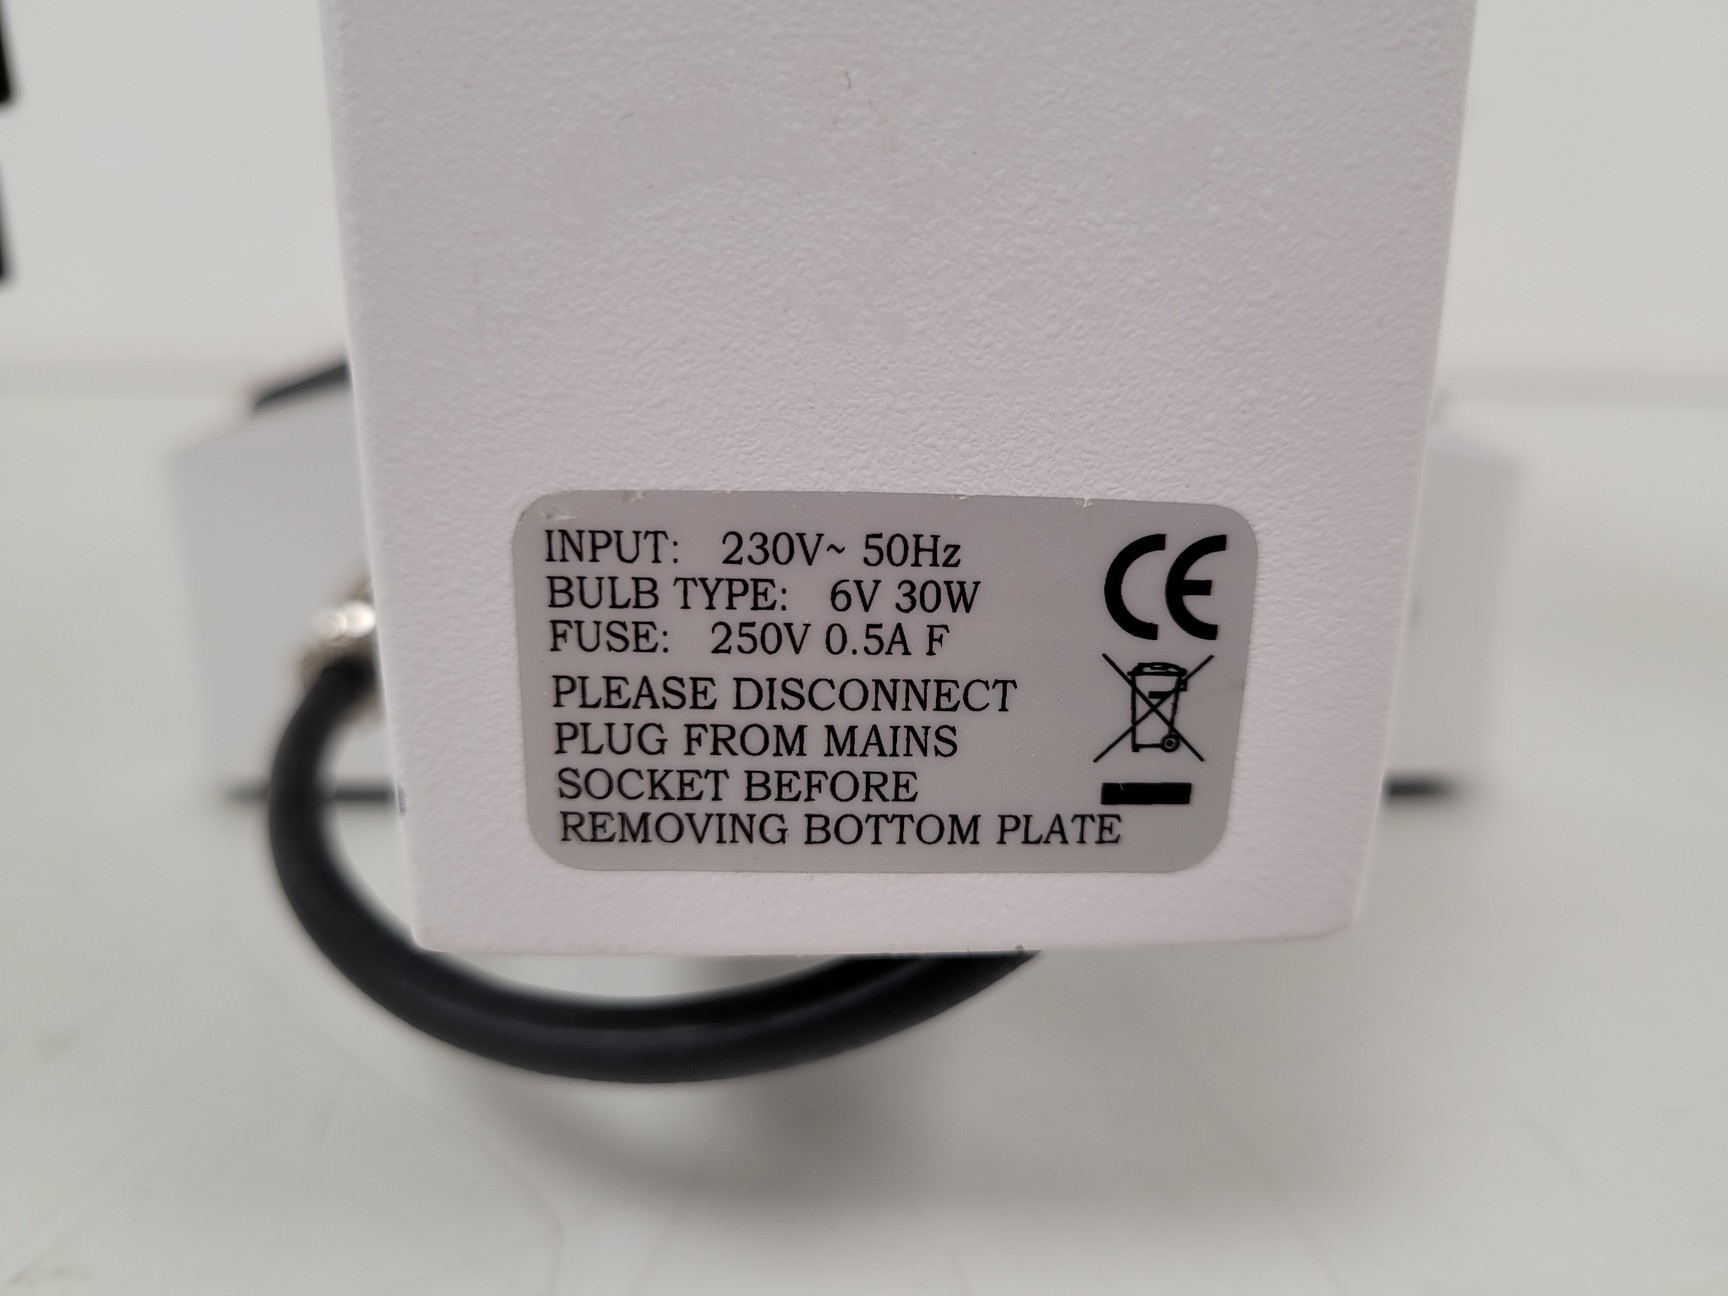 INPUT: 230V~ 50Hz
BULB TYPE: 6V 30W
FUSE: 250V 0.5A F
PLEASE DISCONNECT
PLUG FROM MAINS
SOCKET BEFORE
REMOVING BOTTOM PLATE
CE